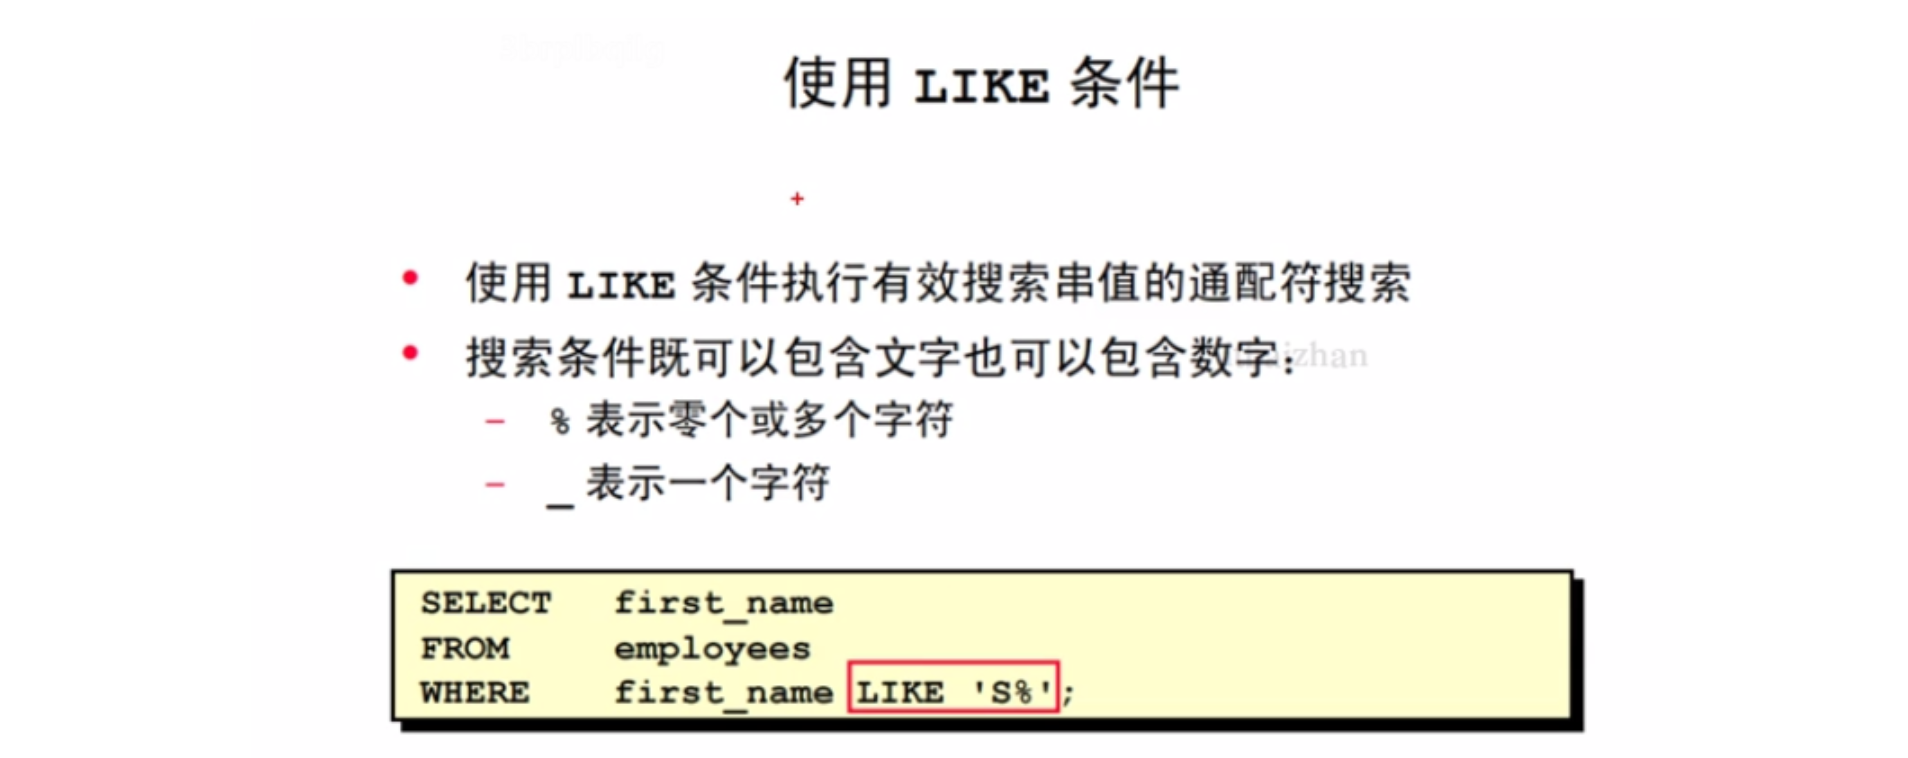 使用 LIKE 条件
使用 LIKE 条件执行有效搜索串值的通配符搜索
搜索条件既可以包含文字也可以包含数字:
% 表示零个或多个字符
_ 表示一个字符
SELECT first_name
FROM employees
WHERE first_name LIKE 'S%';